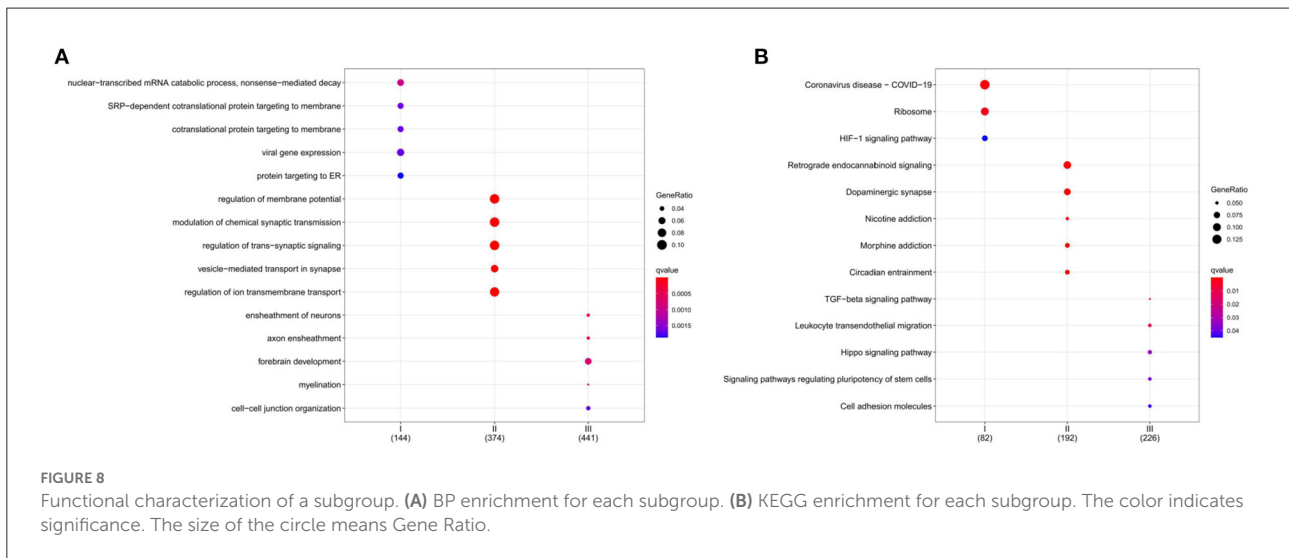 A
nuclear-transcribed mRNA catabolic process, nonsense-mediated decay
SRP-dependent cotranslational protein targeting to membrane
cotranslational protein targeting to membrane
viral gene expression
protein targeting to ER
regulation of membrane potential
modulation of chemical synaptic transmission
regulation of trans-synaptic signaling
vesicle-mediated transport in synapse
regulation of ion transmembrane transport
ensheathment of neurons
axon ensheathment
forebrain development
myelination
cell-cell junction organization
I
(144)
II
(374)
III
(441)
GeneRatio
0.04
0.06
0.08
0.10
qvalue
0.0005
0.0010
0.0015
B
Coronavirus disease - COVID-19
Ribosome
HIF-1 signaling pathway
Retrograde endocannabinoid signaling
Dopaminergic synapse
Nicotine addiction
Morphine addiction
Circadian entrainment
TGF-beta signaling pathway
Leukocyte transendothelial migration
Hippo signaling pathway
Signaling pathways regulating pluripotency of stem cells
Cell adhesion molecules
I
(82)
II
(192)
III
(226)
GeneRatio
0.050
0.075
0.100
0.125
qvalue
0.01
0.02
0.03
0.04
FIGURE 8
Functional characterization of a subgroup. (A) BP enrichment for each subgroup. (B) KEGG enrichment for each subgroup. The color indicates
significance. The size of the circle means Gene Ratio.